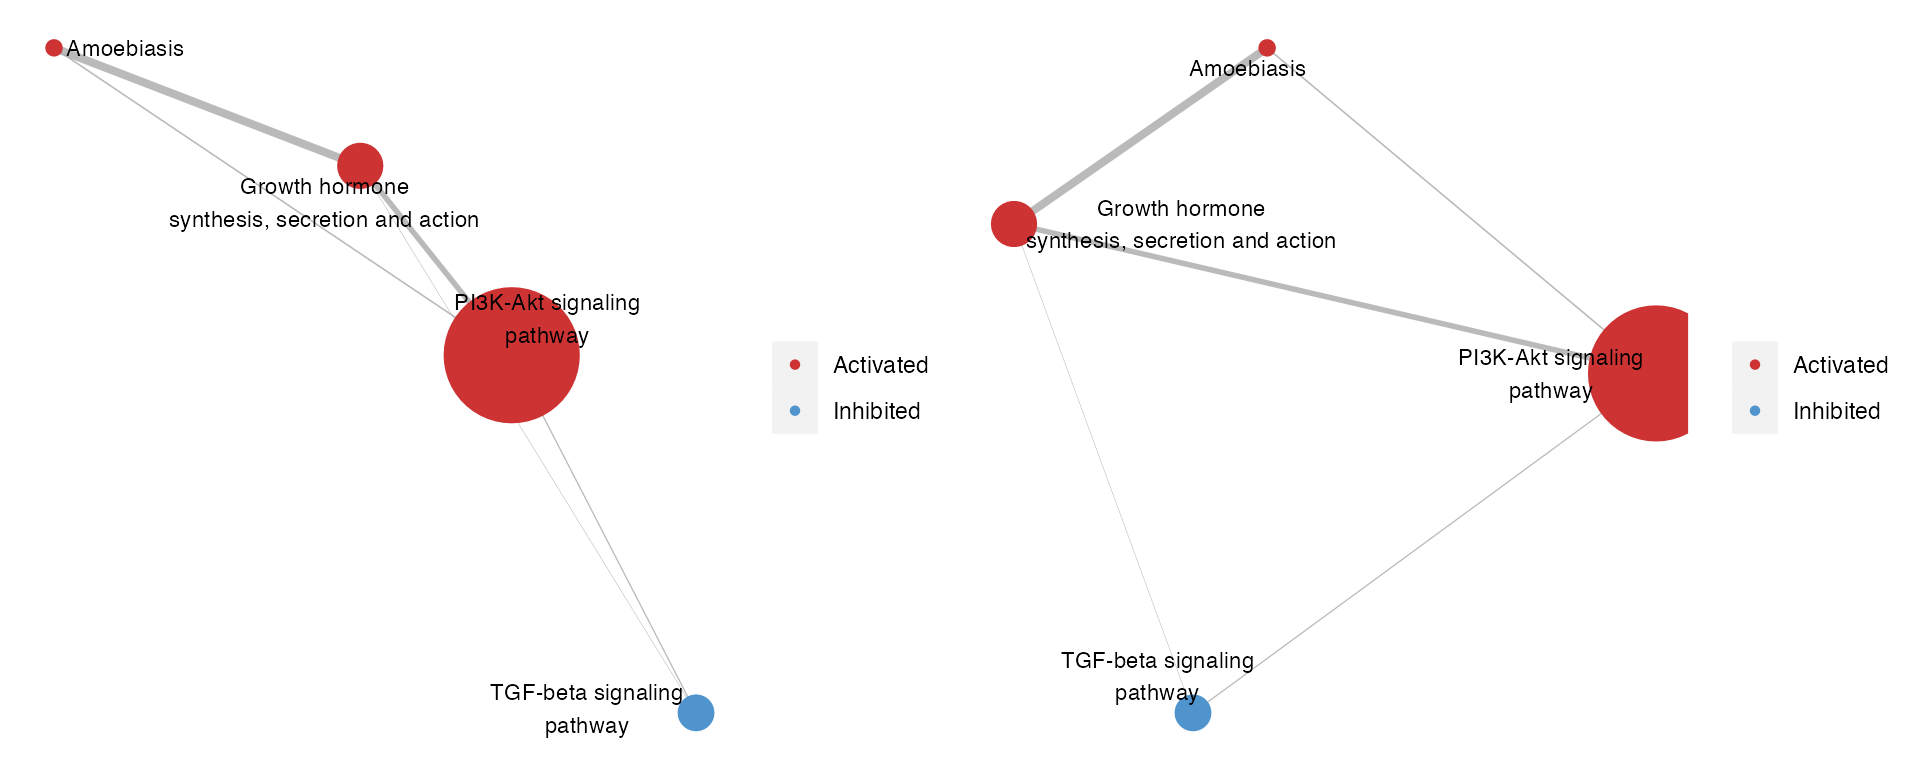 Amoebiasis
Growth hormone
synthesis, secretion and action
PI3K-Akt signaling
pathway
TGF-beta signaling
pathway
Activated
Inhibited
Amoebiasis
Growth hormone
synthesis, secretion and action
PI3K-Akt signaling
pathway
TGF-beta signaling
pathway
Activated
Inhibited